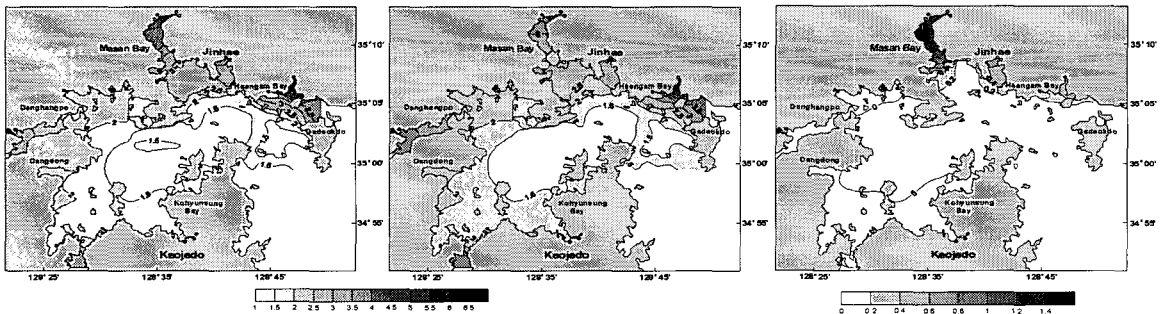 Masan Bay
Jinhae
Haengam Bay
Danghangpo
Dangdong
Gadeokdo
Kohyunsung Bay
Keojado
35° 10'
35° 05'
35° 00'
34° 55'
128° 25'
128° 35'
128° 45'
Masan Bay
Jinhae
Haengam Bay
Danghangpo
Dangdong
Gadeokdo
Kohyunsung Bay
Keojado
35° 10'
35° 05'
35° 00'
34° 55'
128° 25'
128° 35'
128° 45'
Masan Bay
Jinhae
Haengam Bay
Danghangpo
Dangdong
Gadeokdo
Kohyunsung Bay
Keojado
35° 10'
35° 05'
35° 00'
34° 55'
128° 25'
128° 35'
128° 45'
1 1.5 2 2.5 3 3.5 4 4.5 5 5.5 6 6.5
0 0.2 0.4 0.6 0.8 1 1.2 1.4